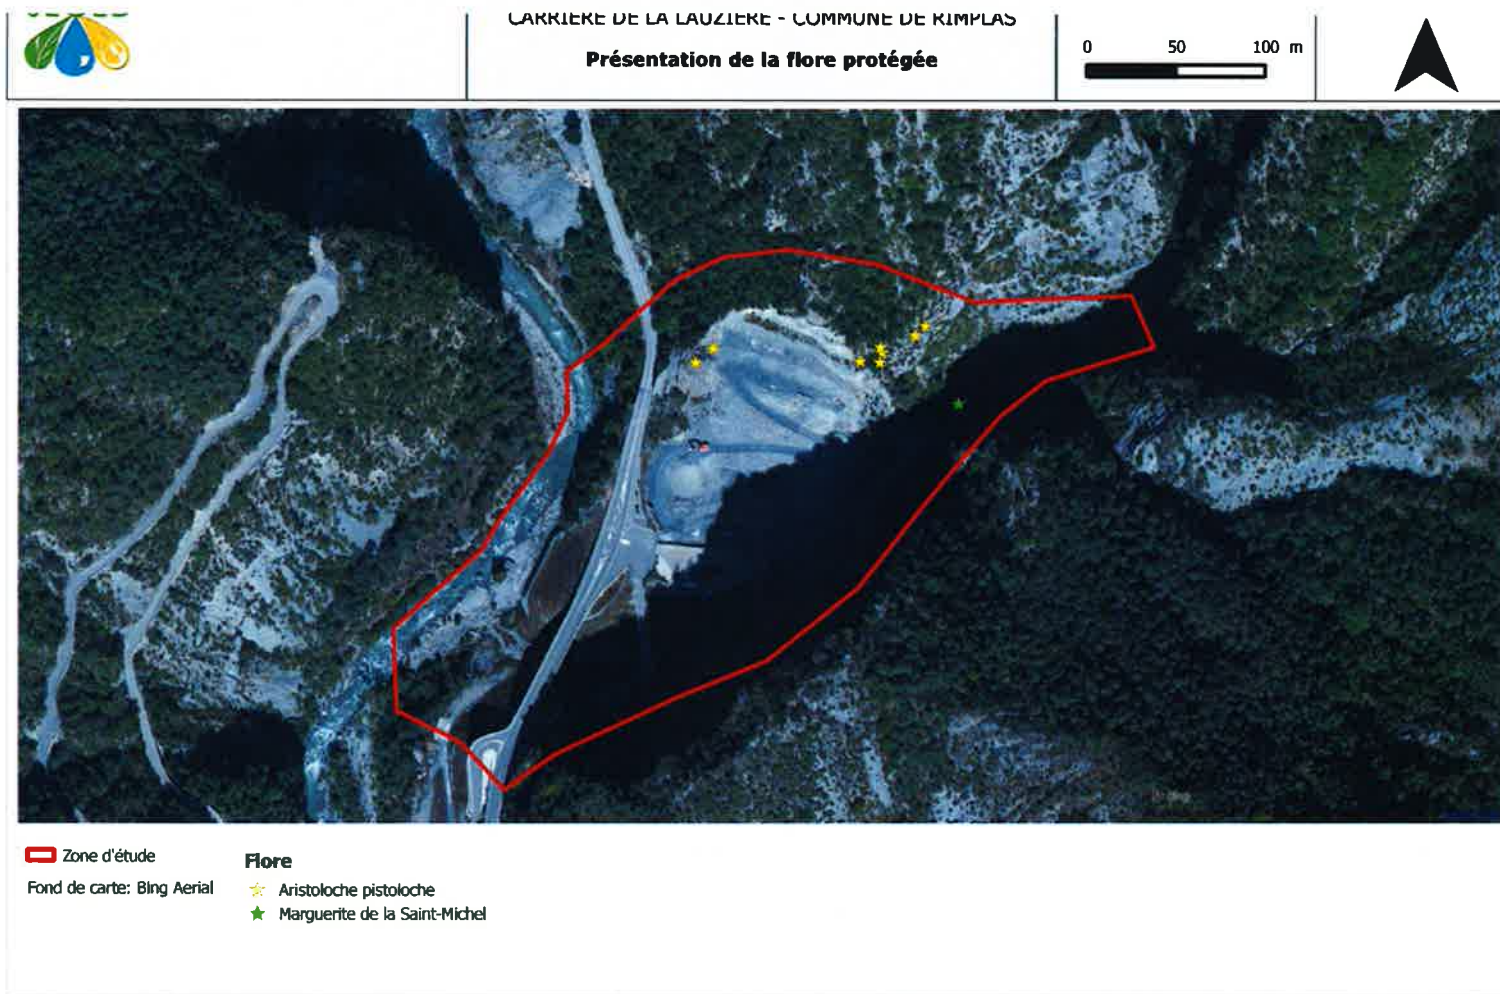 CARRIERE DE LA LAUZIERE - COMMUNE DE RIMPLAS
Présentation de la flore protégée
0 50 100 m
Zone d'étude
Fond de carte: Bing Aerial
Flore
Aristoloche pistoloche
Marguerite de la Saint-Michel